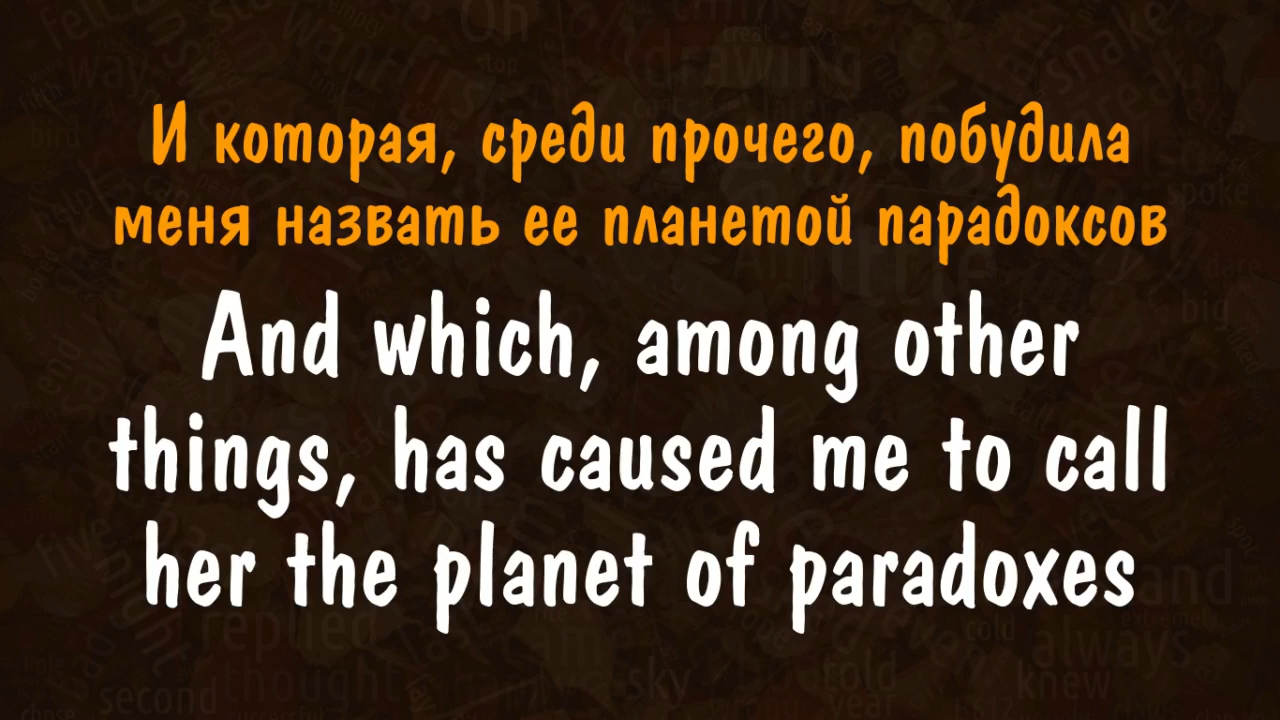 И которая, среди прочего, побудила
меня назвать ее планетой парадоксов
And which, among other
things, has caused me to call
her the planet of paradoxes